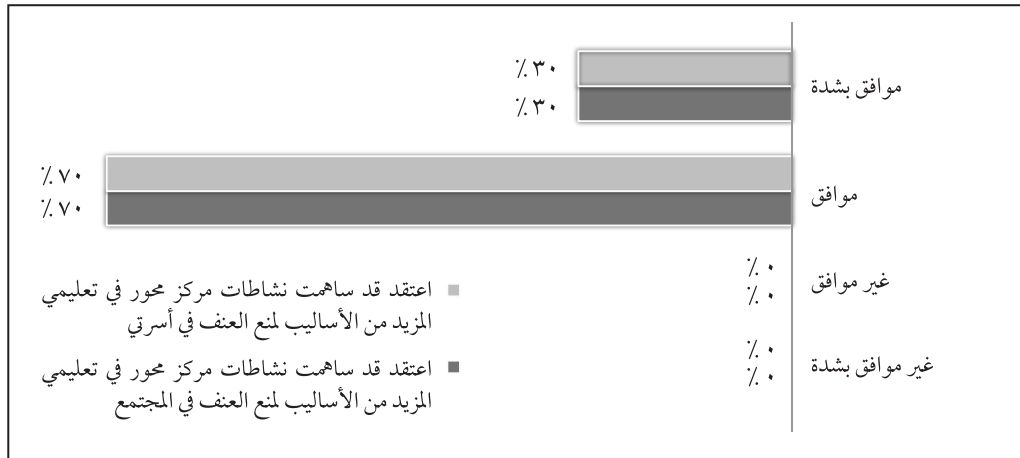 موافق بشدة
٪٣٠
٪٣٠
موافق
٪٧٠
٪٧٠
غير موافق
٪٠
٪٠
غير موافق بشدة
٪٠
٪٠
اعتقد قد ساهمت نشاطات مركز محور في تعليمي
المزيد من الأساليب لمنع العنف في أسرتي
اعتقد قد ساهمت نشاطات مركز محور في تعليمي
المزيد من الأساليب لمنع العنف في المجتمع